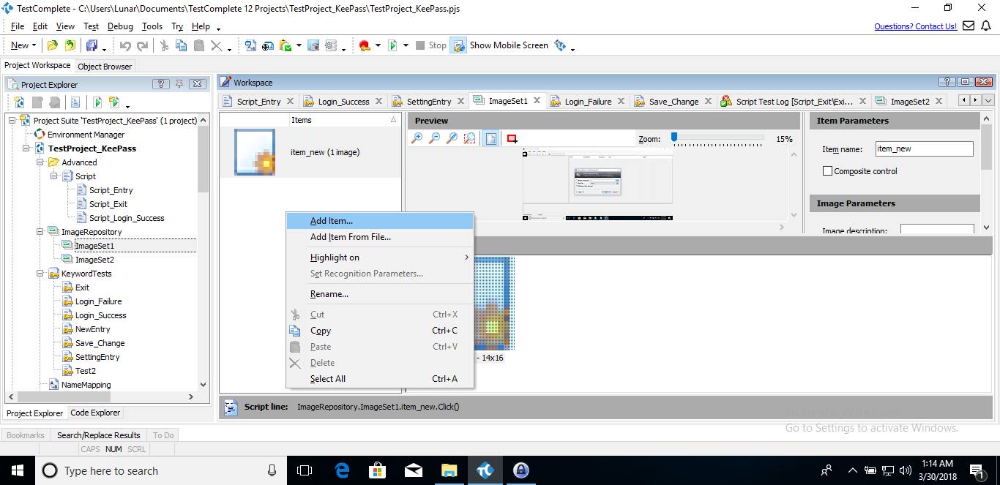 TestComplete - C:\Users\Lunar\Documents\TestComplete 12 Projects\TestProject_KeePass\TestProject_KeePass.pjs
File Edit View Test Debug Tools Try Help
Questions? Contact Us!
New Stop Show Mobile Screen
Project Workspace Object Browser
Project Explorer ?
Workspace ?
Script_Entry Login_Success SettingEntry ImageSet1 Login_Failure Save_Change Script Test Log [Script_Exit\Exi... ImageSet2
Project Suite 'TestProject_KeePass' (1 project)
Environment Manager
TestProject_KeePass
Advanced
Script
Script_Entry
Script_Exit
Script_Login_Success
ImageRepository
ImageSet1
ImageSet2
KeywordTests
Exit
Login_Failure
Login_Success
NewEntry
Save_Change
SettingEntry
Test2
NameMapping
Project Explorer Code Explorer
Items
item_new (1 image)
Preview
Zoom: 15%
Item Parameters
Item name: item_new
Composite control
Image Parameters
Image description:
Add Item...
Add Item From File...
Highlight on
Set Recognition Parameters...
Rename...
Cut Ctrl+X
Copy Ctrl+C
Paste Ctrl+V
Delete
Select All Ctrl+A
- 14x16
Script line: ImageRepository.ImageSet1.item_new.Click()
Activate Windows
Go to Settings to activate Windows.
Bookmarks Search/Replace Results To Do
CAPS NUM SCRL
Type here to search
1:14 AM
3/30/2018
1